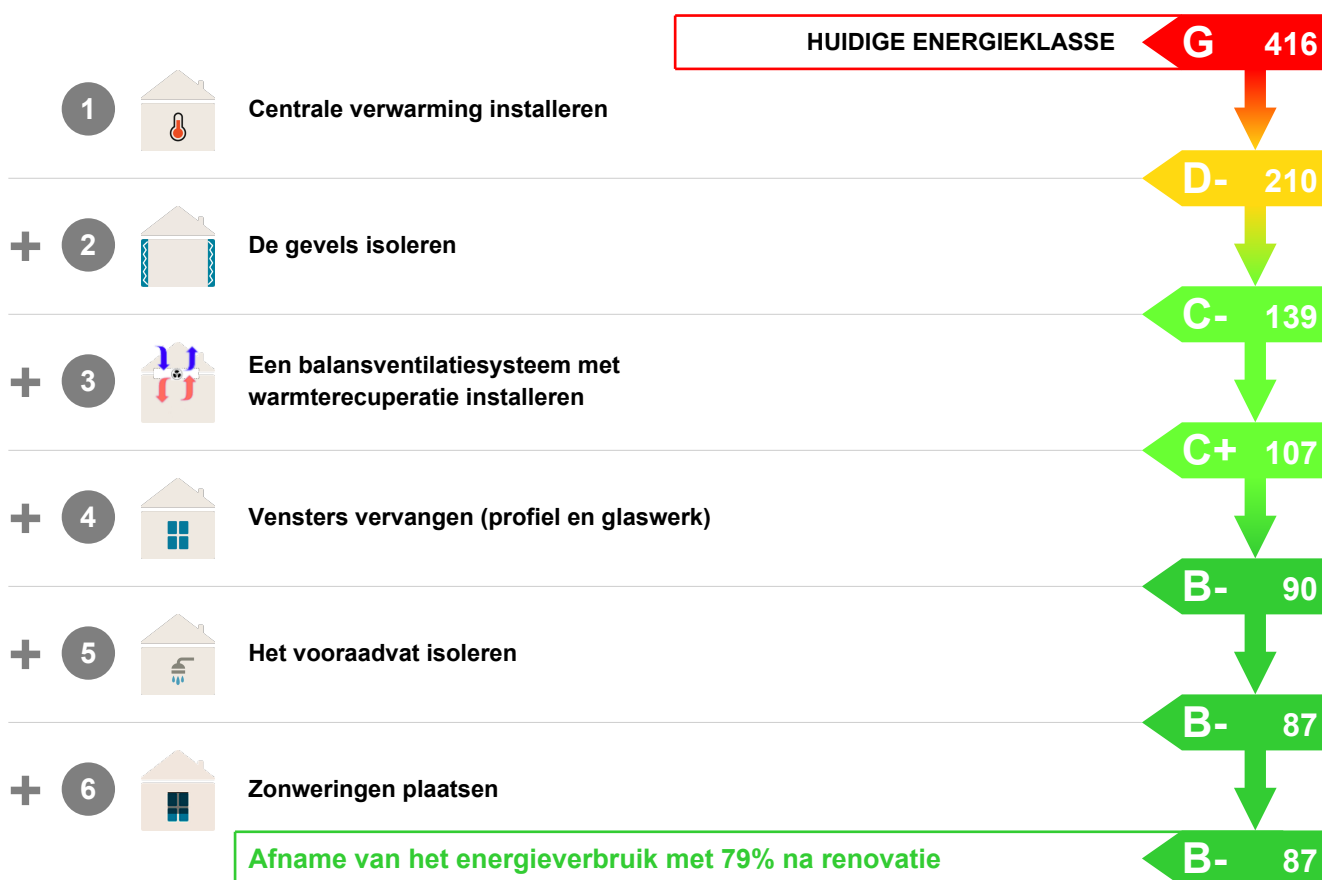 HUIDIGE ENERGIEKLASSE G 416
1 Centrale verwarming installeren
D- 210
+ 2 De gevels isoleren
C- 139
+ 3 Een balansventilatiesysteem met
warmterecuperatie installeren
C+ 107
+ 4 Vensters vervangen (profiel en glaswerk)
B- 90
+ 5 Het vooraadvat isoleren
B- 87
+ 6 Zonweringen plaatsen
Afname van het energieverbruik met 79% na renovatie B- 87